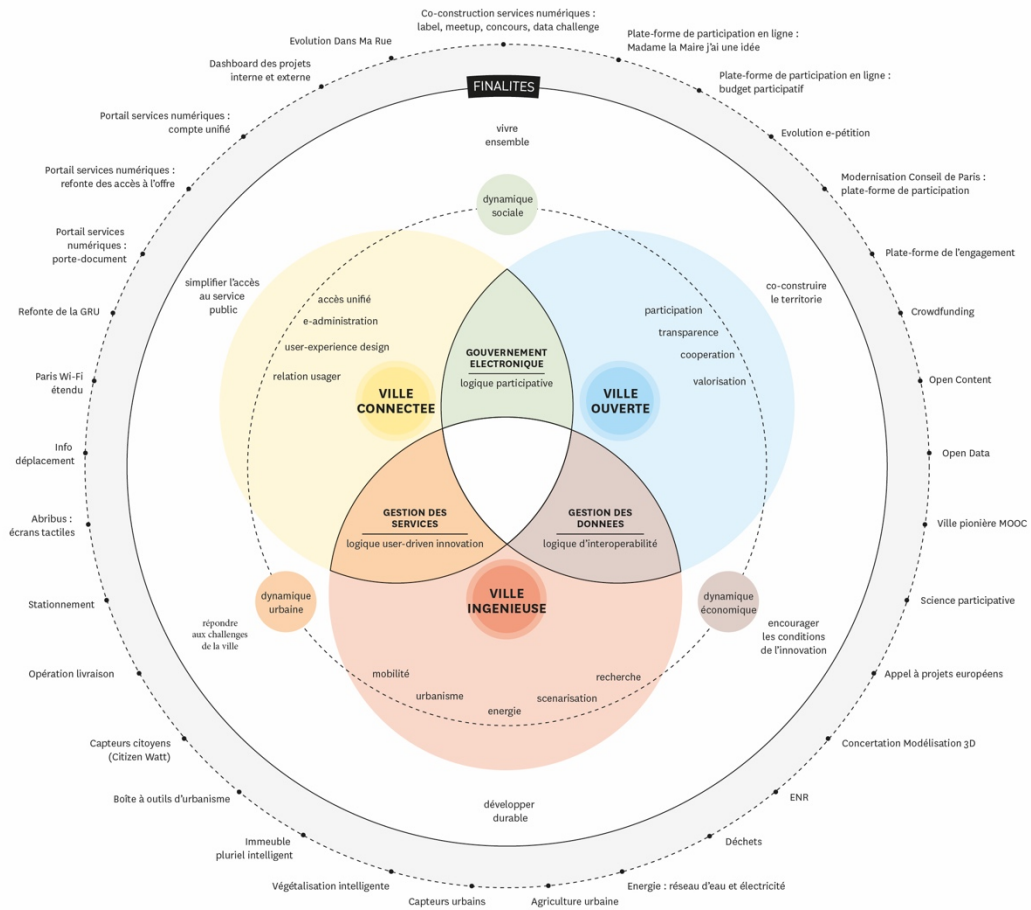 Co-construction services numériques :
label, meetup, concours, data challenge
Evolution Dans Ma Rue
Plate-forme de participation en ligne :
Madame la Maire j'ai une idée
Dashboard des projets
interne et externe
Plate-forme de participation en ligne :
budget participatif
FINALITES
Portail services numériques :
compte unifié
Evolution e-pétition
vivre
ensemble
Portail services numériques :
refonte des accès à l'offre
Modernisation Conseil de Paris :
plate-forme de participation
dynamique
sociale
Portail services
numériques :
porte-document
Plate-forme de l'engagement
simplifier l'accès
au service
public
co-construire
le territorie
accès unifié
e-administration
user-experience design
relation usager
participation
transparence
cooperation
valorisation
Refonte de la GRU
Crowdfunding
GOUVERNEMENT
ELECTRONIQUE
logique participative
Paris Wi-Fi
étendu
Open Content
VILLE
CONNECTEE
VILLE
OUVERTE
Info
déplacement
Open Data
Abribus :
écrans tactiles
Ville pionière MOOC
GESTION DES
SERVICES
logique user-driven innovation
GESTION DES
DONNEES
logique d'interoperabilité
dynamique
urbaine
VILLE
INGENIEUSE
dynamique
économique
Stationnement
Science participative
répondre
aux challenges
de la ville
encourager
les conditions
de l'innovation
Opération livraison
Appel à projets européens
mobilité
urbanisme
energie
scenarisation
recherche
Capteurs citoyens
(Citizen Watt)
Concertation Modélisation 3D
Boîte à outils d'urbanisme
ENR
développer
durable
Immeuble
pluriel intelligent
Déchets
Végétalisation intelligente
Energie : réseau d'eau et électricité
Capteurs urbains
Agriculture urbaine